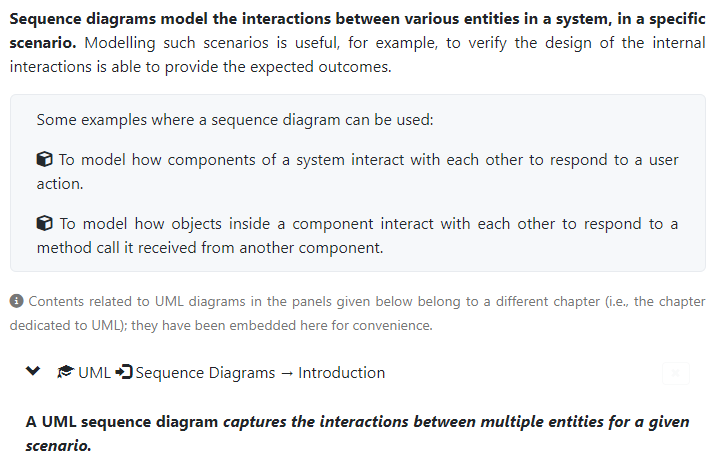 Sequence diagrams model the interactions between various entities in a system, in a specific
scenario. Modelling such scenarios is useful, for example, to verify the design of the internal
interactions is able to provide the expected outcomes.
Some examples where a sequence diagram can be used:
To model how components of a system interact with each other to respond to a user
action.
To model how objects inside a component interact with each other to respond to a
method call it received from another component.
Contents related to UML diagrams in the panels given below belong to a different chapter (i.e., the chapter
dedicated to UML); they have been embedded here for convenience.
UML Sequence Diagrams → Introduction
A UML sequence diagram captures the interactions between multiple entities for a given
scenario.